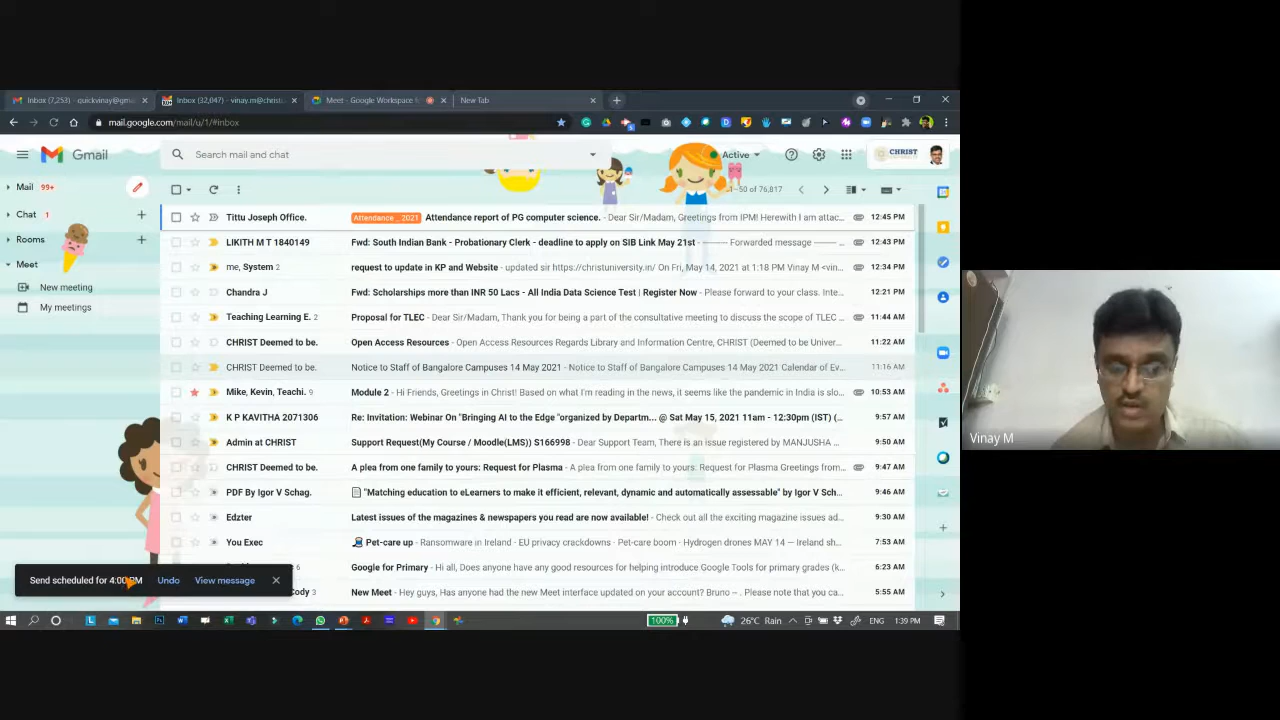 Inbox (7,253) - quickvinay@gm
Inbox (32,047) - vinay.m@christ
Meet - Google Workspace
New Tab
mail.google.com/mail/u/1/#inbox
Gmail
Search mail and chat
Active
CHRIST
Mail 99+
1–50 of 76,817
Chat 1
Rooms
Meet
New meeting
My meetings
Tittu Joseph Office. Attendance _ 2021 Attendance report of PG computer science. - Dear Sir/Madam, Greetings from IPM! Herewith I am attac... 12:45 PM
LIKITH M T 1840149 Fwd: South Indian Bank - Probationary Clerk - deadline to apply on SIB Link May 21st - ---------- Forwarded message --------- ... 12:43 PM
me, System 2 request to update in KP and Website - updated sir https://christuniversity.in/ On Fri, May 14, 2021 at 1:18 PM Vinay M <vin... 12:34 PM
Chandra J Fwd: Scholarships more than INR 50 Lacs - All India Data Science Test | Register Now - Please forward to your class. Inte... 12:21 PM
Teaching Learning E. 2 Proposal for TLEC - Dear Sir/Madam, Thank you for being a part of the consultative meeting to discuss the scope of TLEC ... 11:44 AM
CHRIST Deemed to be. Open Access Resources - Open Access Resources Regards Library and Information Centre, CHRIST (Deemed to be Univer... 11:22 AM
CHRIST Deemed to be. Notice to Staff of Bangalore Campuses 14 May 2021 - Notice to Staff of Bangalore Campuses 14 May 2021 Calendar of Ev... 11:16 AM
Mike, Kevin, Teachi. 9 Module 2 - Hi Friends, Greetings in Christ! Based on what I'm reading in the news, it seems like the pandemic in India is slo... 10:53 AM
K P KAVITHA 2071306 Re: Invitation: Webinar On "Bringing AI to the Edge "organized by Departm... @ Sat May 15, 2021 11am - 12:30pm (IST) (... 9:57 AM
Admin at CHRIST Support Request(My Course / Moodle(LMS)) S166998 - Dear Support Team, There is an issue registered by MANJUSHA ... 9:50 AM
CHRIST Deemed to be. A plea from one family to yours: Request for Plasma - A plea from one family to yours. Request for Plasma Greetings from... 9:47 AM
PDF By Igor V Schag. "Matching education to eLearners to make it efficient, relevant, dynamic and automatically assessable" by Igor V Sch... 9:46 AM
Edzter Latest issues of the magazines & newspapers you read are now available! - Check out all the exciting magazine issues ad... 9:30 AM
You Exec Pet-care up - Ransomware in Ireland - EU privacy crackdowns - Pet-care boom - Hydrogen drones MAY 14 — Ireland sh... 7:53 AM
Google for Primary - Hi all, Does anyone have any good resources for helping introduce Google Tools for primary grades (k... 6:23 AM
Cody 3 New Meet - Hey guys, Has anyone had the new Meet interface updated on your account? Bruno -- . Please note that you ca... 5:55 AM
Send scheduled for 4:00 PM Undo View message
100% 26°C Rain ENG 1:39 PM
Vinay M